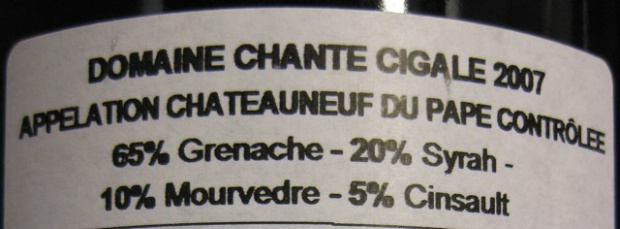 DOMAINE CHANTE CIGALE 2007
APPELATION CHATEAUNEUF DU PAPE CONTRÔLEE
65% Grenache - 20% Syrah -
10% Mourvedre - 5% Cinsault